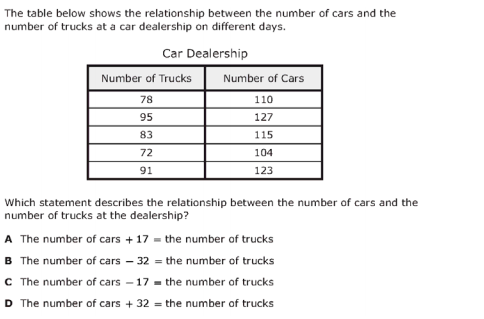 The table below shows the relationship between the number of cars and the
number of trucks at a car dealership on different days.
Car Dealership
Number of Trucks Number of Cars
78 110
95 127
83 115
72 104
91 123
Which statement describes the relationship between the number of cars and the
number of trucks at the dealership?
A The number of cars + 17 = the number of trucks
B The number of cars − 32 = the number of trucks
C The number of cars − 17 = the number of trucks
D The number of cars + 32 = the number of trucks